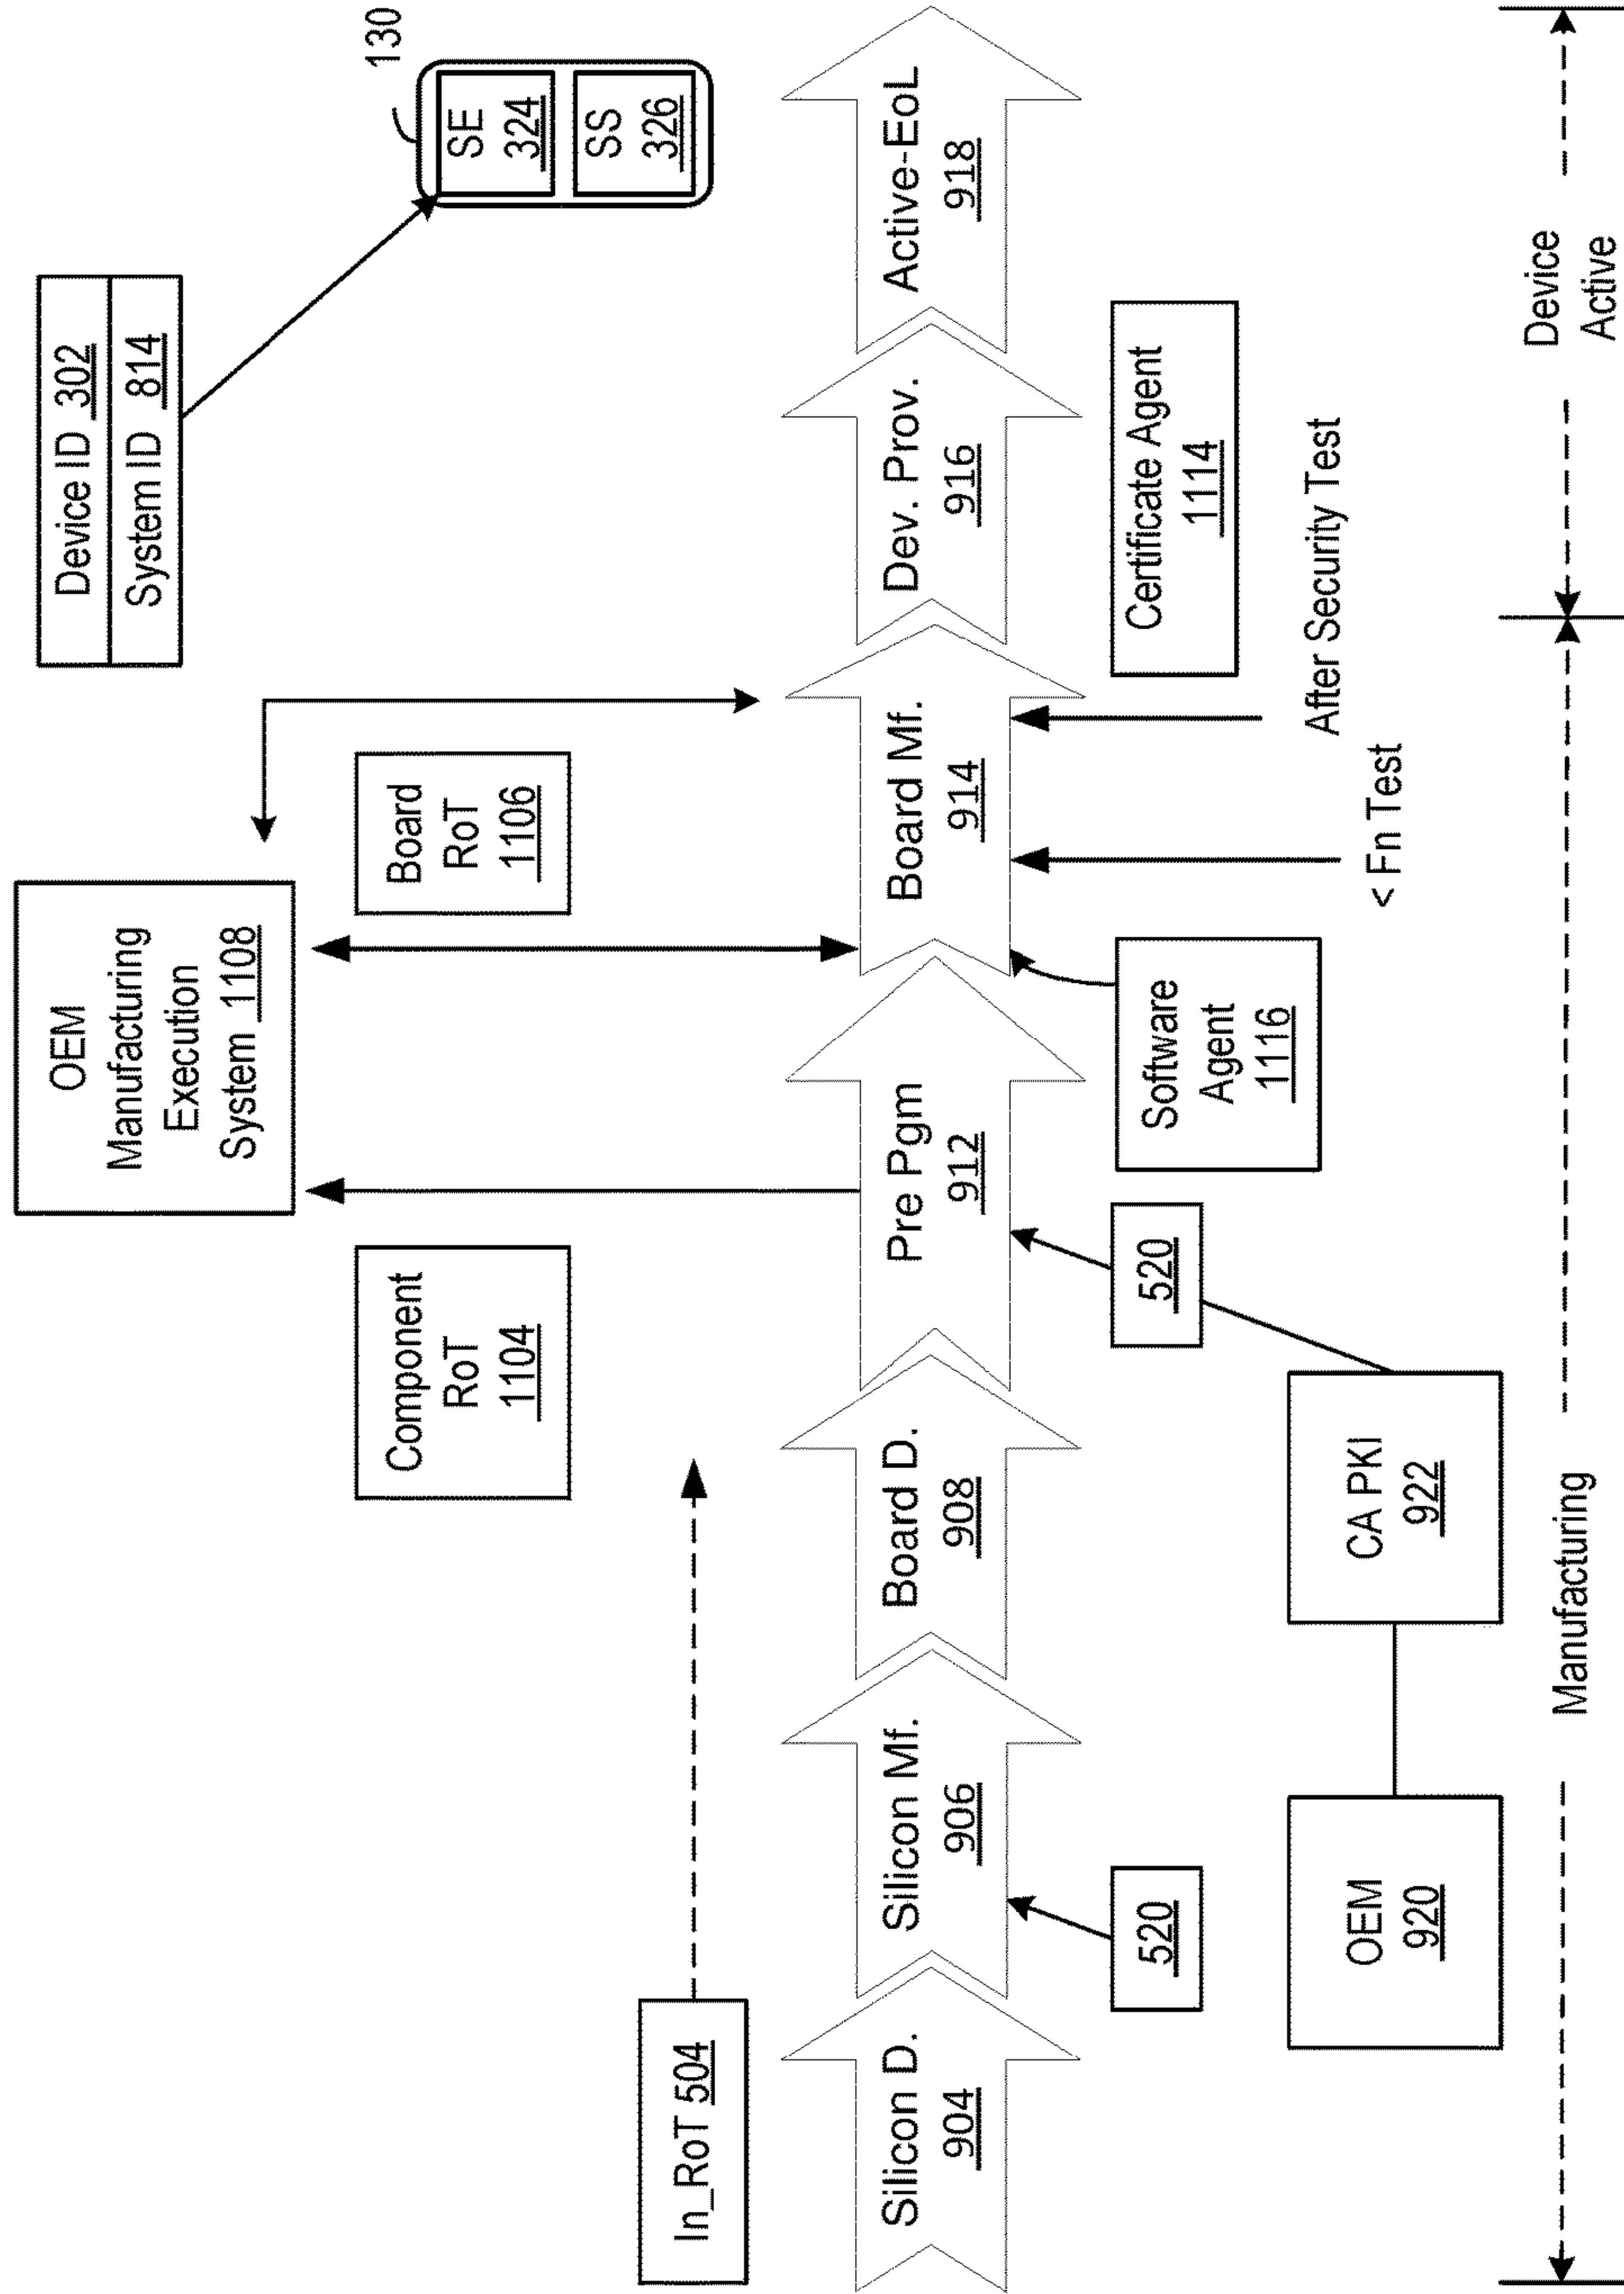 Device ID 302
System ID 814
130
SE
324
SS
326
OEM
Manufacturing
Execution
System 1108
Component
RoT
1104
Board
RoT
1106
In_RoT 504
Silicon D.
904
Silicon Mf.
906
Board D.
908
Pre Pgm
912
Board Mf.
914
Dev. Prov.
916
Active-EoL
918
520
520
Software
Agent
1116
Certificate Agent
1114
After Security Test
< Fn Test
OEM
920
CA PKI
922
Manufacturing
Device
Active